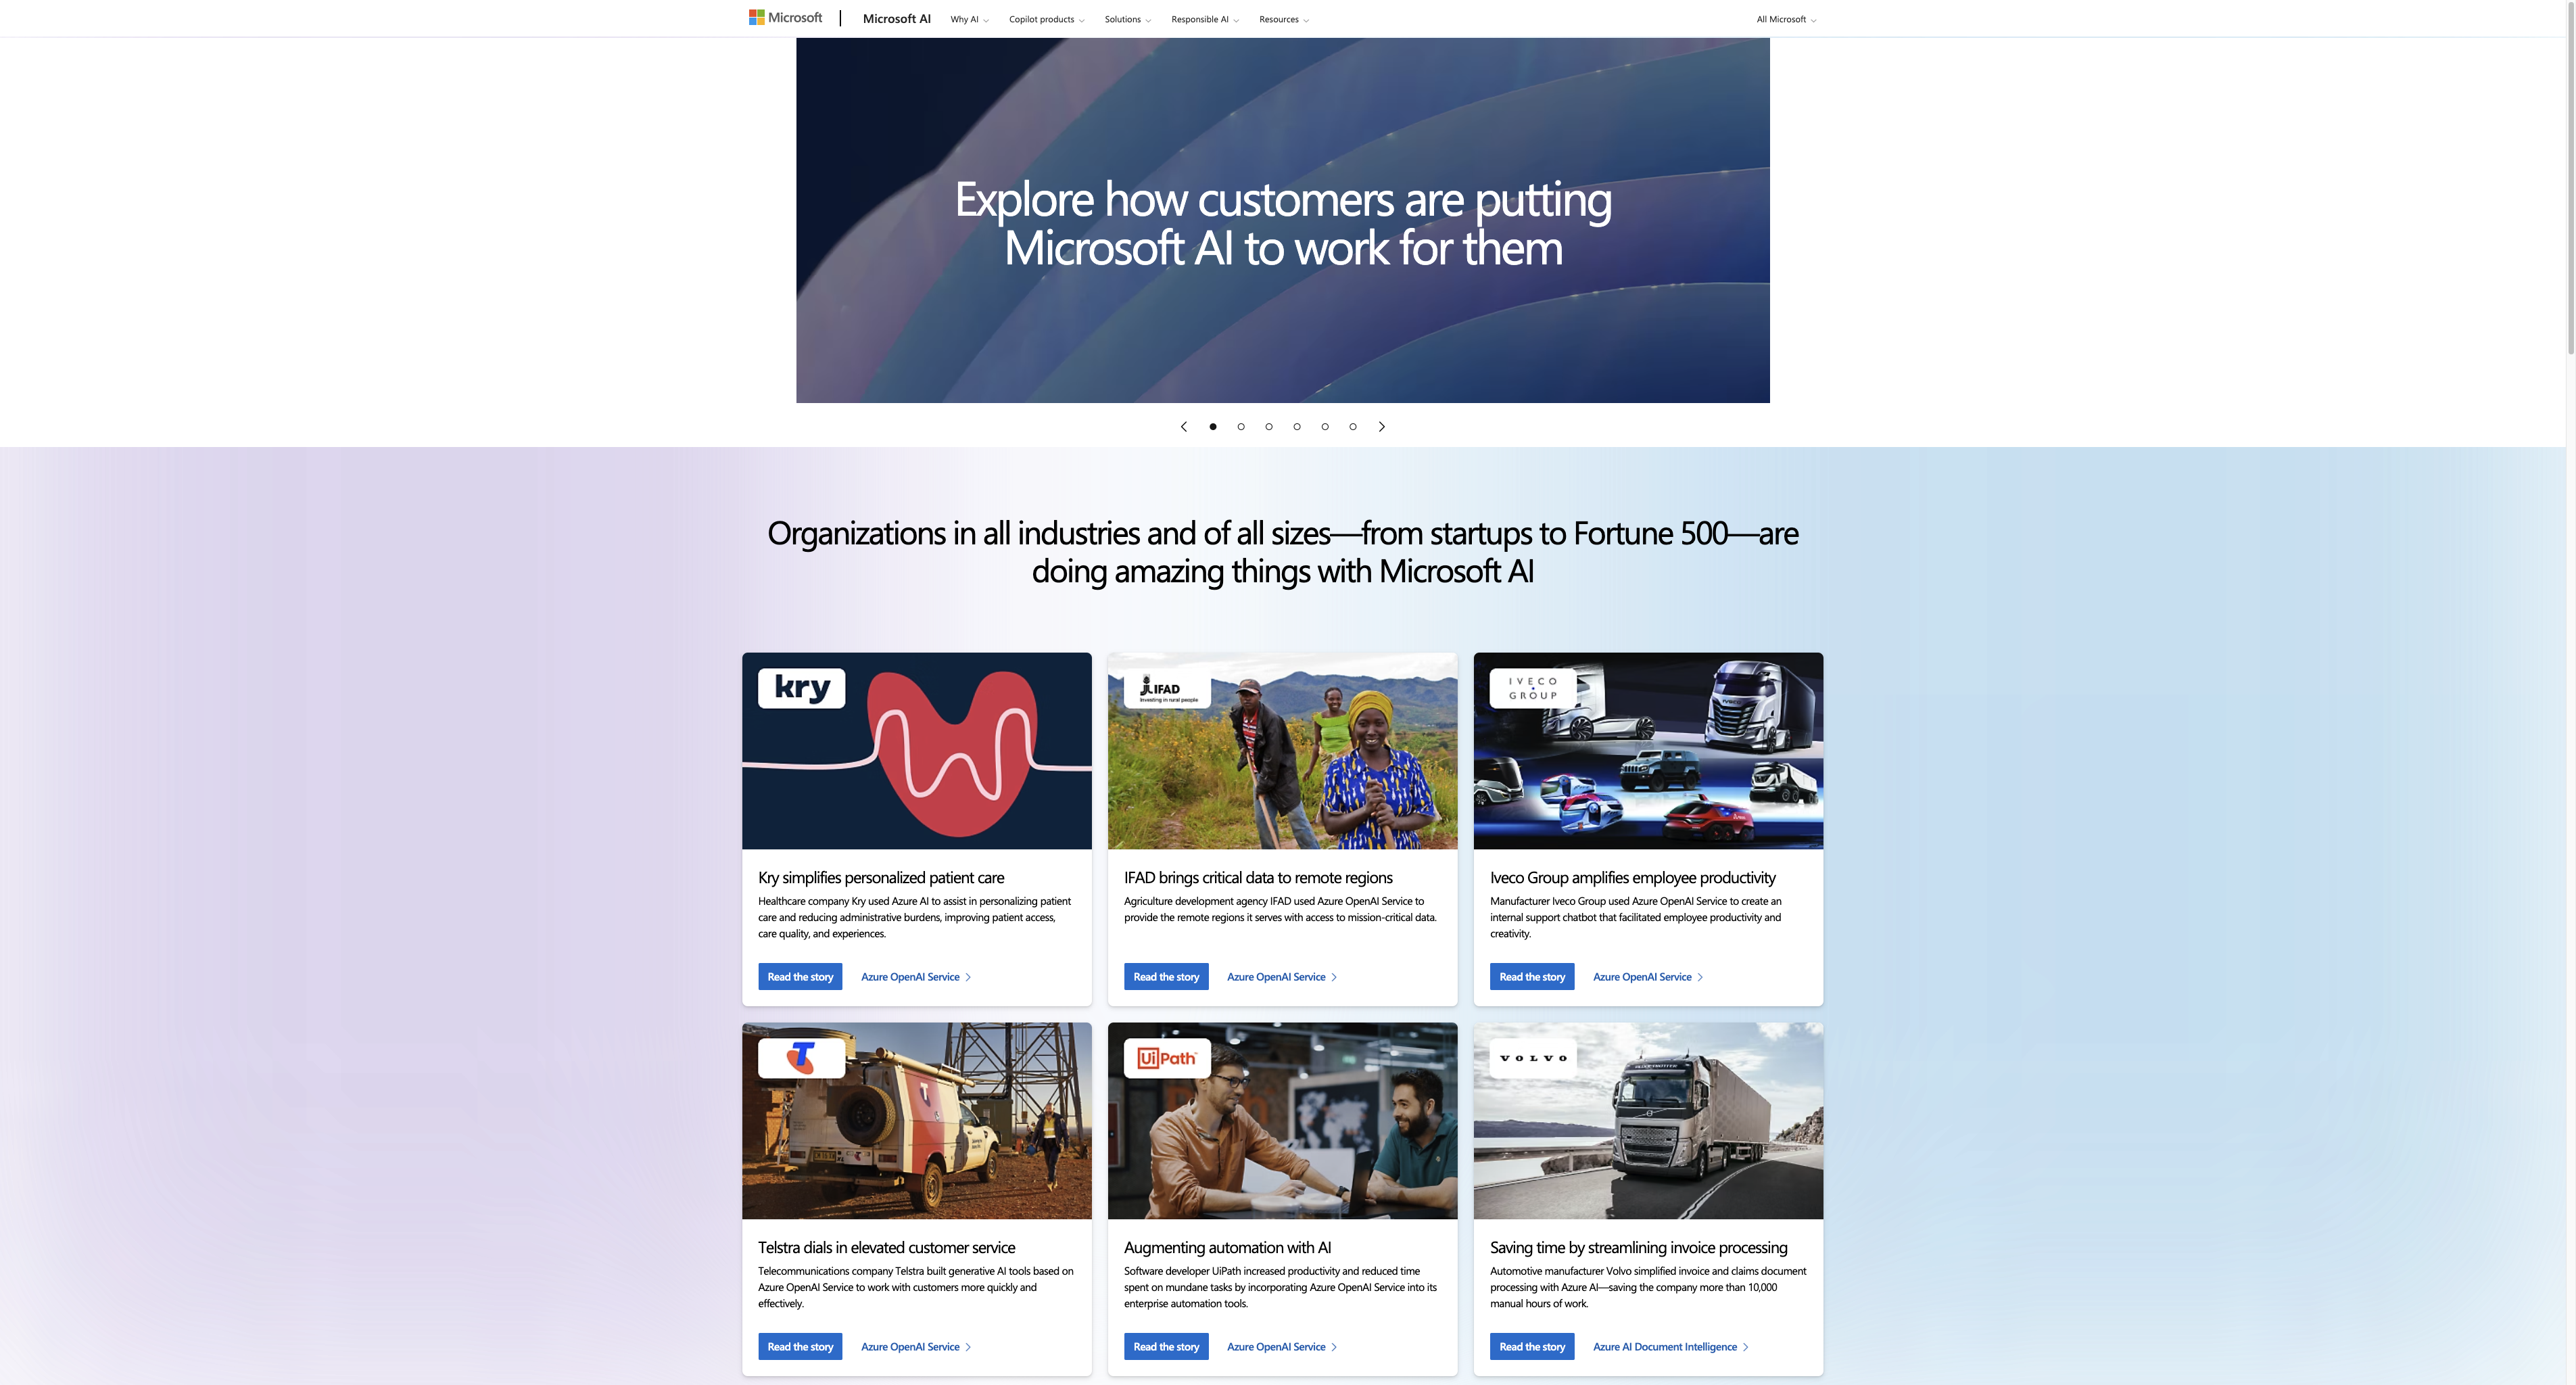 Microsoft
Microsoft AI
Why AI
Copilot products
Solutions
Responsible AI
Resources
All Microsoft
Explore how customers are putting
Microsoft AI to work for them
Organizations in all industries and of all sizes—from startups to Fortune 500—are
doing amazing things with Microsoft AI
kry
IFAD
Investing in rural people
IVECO
GROUP
Kry simplifies personalized patient care
Healthcare company Kry used Azure AI to assist in personalizing patient
care and reducing administrative burdens, improving patient access,
care quality, and experiences.
Read the story
Azure OpenAI Service
IFAD brings critical data to remote regions
Agriculture development agency IFAD used Azure OpenAI Service to
provide the remote regions it serves with access to mission-critical data.
Read the story
Azure OpenAI Service
Iveco Group amplifies employee productivity
Manufacturer Iveco Group used Azure OpenAI Service to create an
internal support chatbot that facilitated employee productivity and
creativity.
Read the story
Azure OpenAI Service
T
UiPath
VOLVO
Telstra dials in elevated customer service
Telecommunications company Telstra built generative AI tools based on
Azure OpenAI Service to work with customers more quickly and
effectively.
Read the story
Azure OpenAI Service
Augmenting automation with AI
Software developer UiPath increased productivity and reduced time
spent on mundane tasks by incorporating Azure OpenAI Service into its
enterprise automation tools.
Read the story
Azure OpenAI Service
Saving time by streamlining invoice processing
Automotive manufacturer Volvo simplified invoice and claims document
processing with Azure AI—saving the company more than 10,000
manual hours of work.
Read the story
Azure AI Document Intelligence